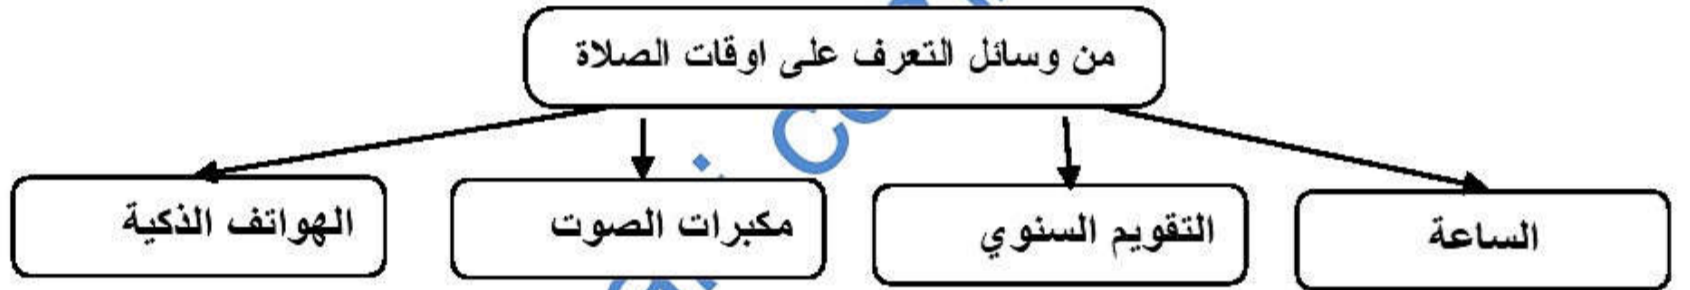 من وسائل التعرف على اوقات الصلاة
الساعة
التقويم السنوي
مكبرات الصوت
الهواتف الذكية